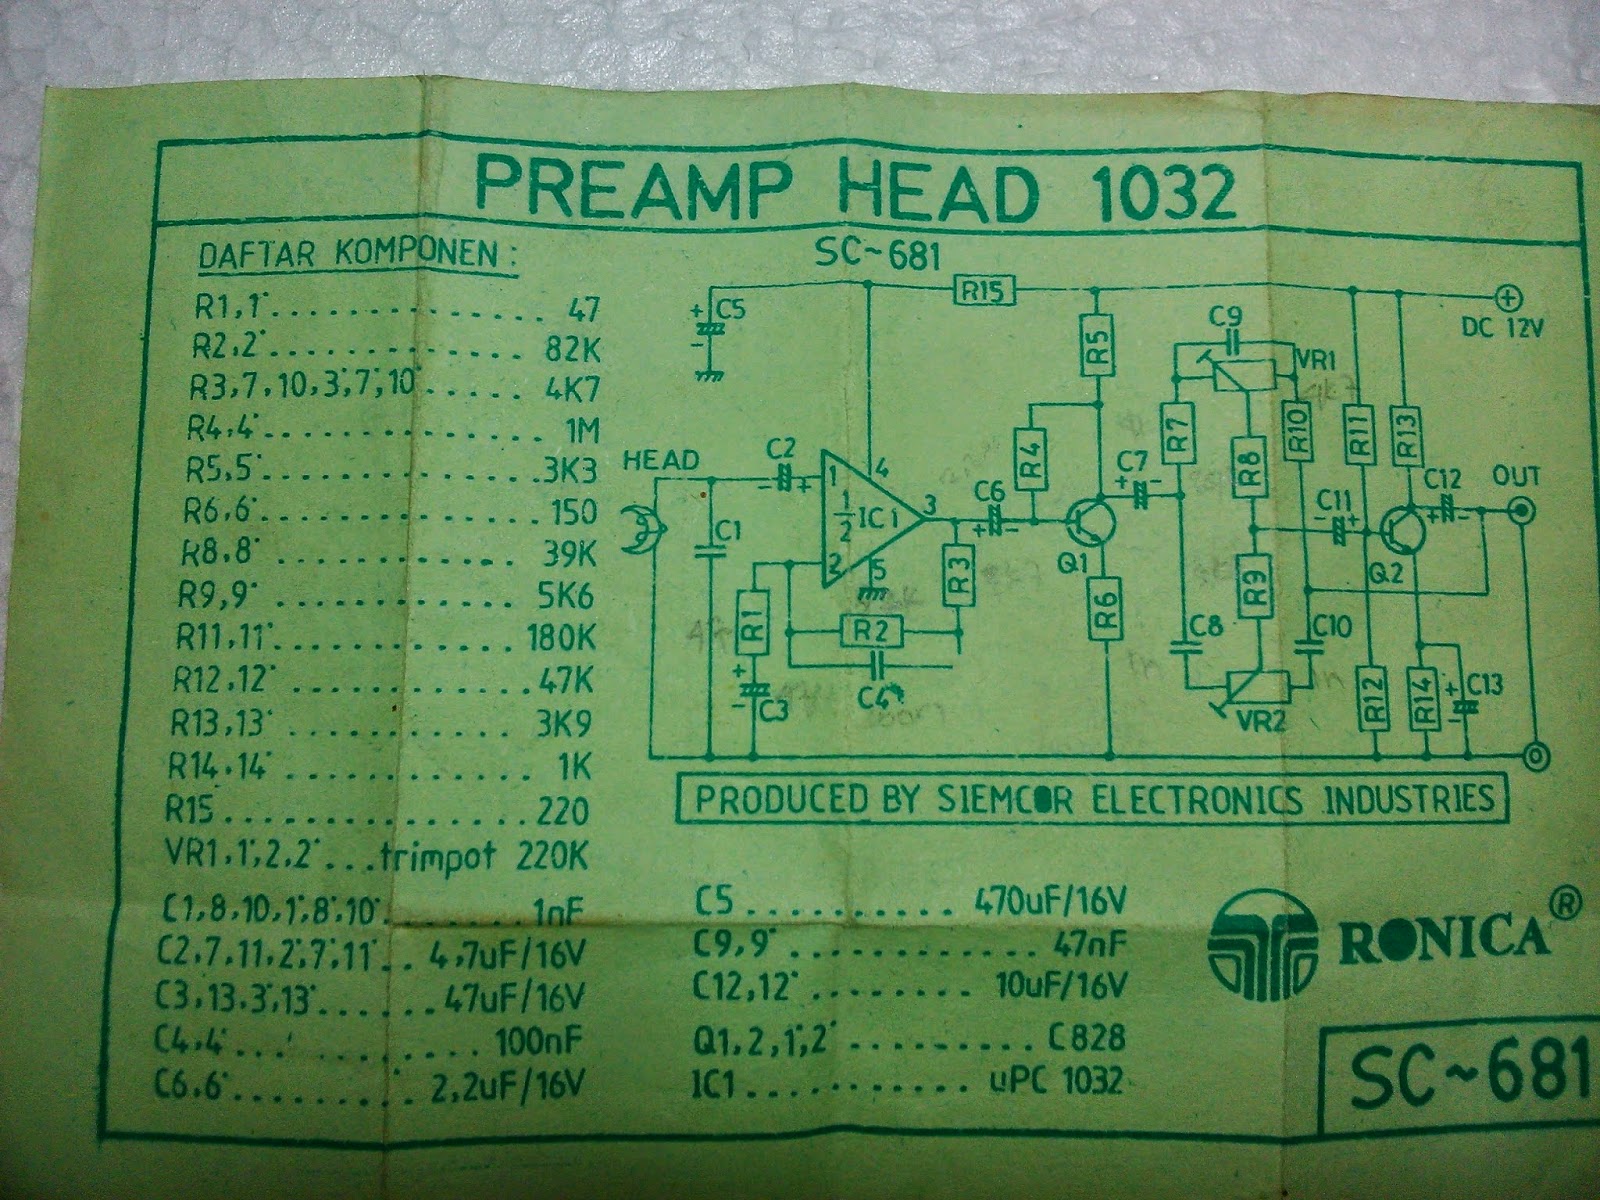 PREAMP HEAD 1032
SC~681
DAFTAR KOMPONEN :
R1,1' .............. 47
R2,2' .............. 82K
R3,7,10,3',7',10' ..... 4K7
R4,4' .............. 1M
R5,5' .............. 3K3
R6,6' .............. 150
R8,8' .............. 39K
R9,9' .............. 5K6
R11,11' .............. 180K
R12,12' .............. 47K
R13,13' .............. 3K9
R14,14' .............. 1K
R15 .............. 220
VR1,1',2,2' ...trimpot 220K
C1,8,10,1',8',10' ....... 1nF
C2,7,11,2',7',11' .. 4,7uF/16V
C3,13,3',13' ...... 47uF/16V
C4,4' ........... 100nF
C6,6' ........... 2,2uF/16V
C5 .......... 470uF/16V
C9,9' ........... 47nF
C12,12' ........ 10uF/16V
Q1,2,1',2' .......... C828
IC1 ........... uPC 1032
+ C5 -
R15
+
DC 12V
R5
C9
VR1
R7
R10
R11
R13
R4
R8
HEAD
C2
- +
1
4
1/2 IC1
3
2
5
C1
C6
+ -
Q1
C7
+ -
C11
- +
Q2
C12
+ -
OUT
R3
R1
R2
C4
+ C3 -
R6
R9
C8
C10
VR2
R12
R14
+ C13 -
PRODUCED BY SIEMCOR ELECTRONICS INDUSTRIES
RONICA ®
SC~681